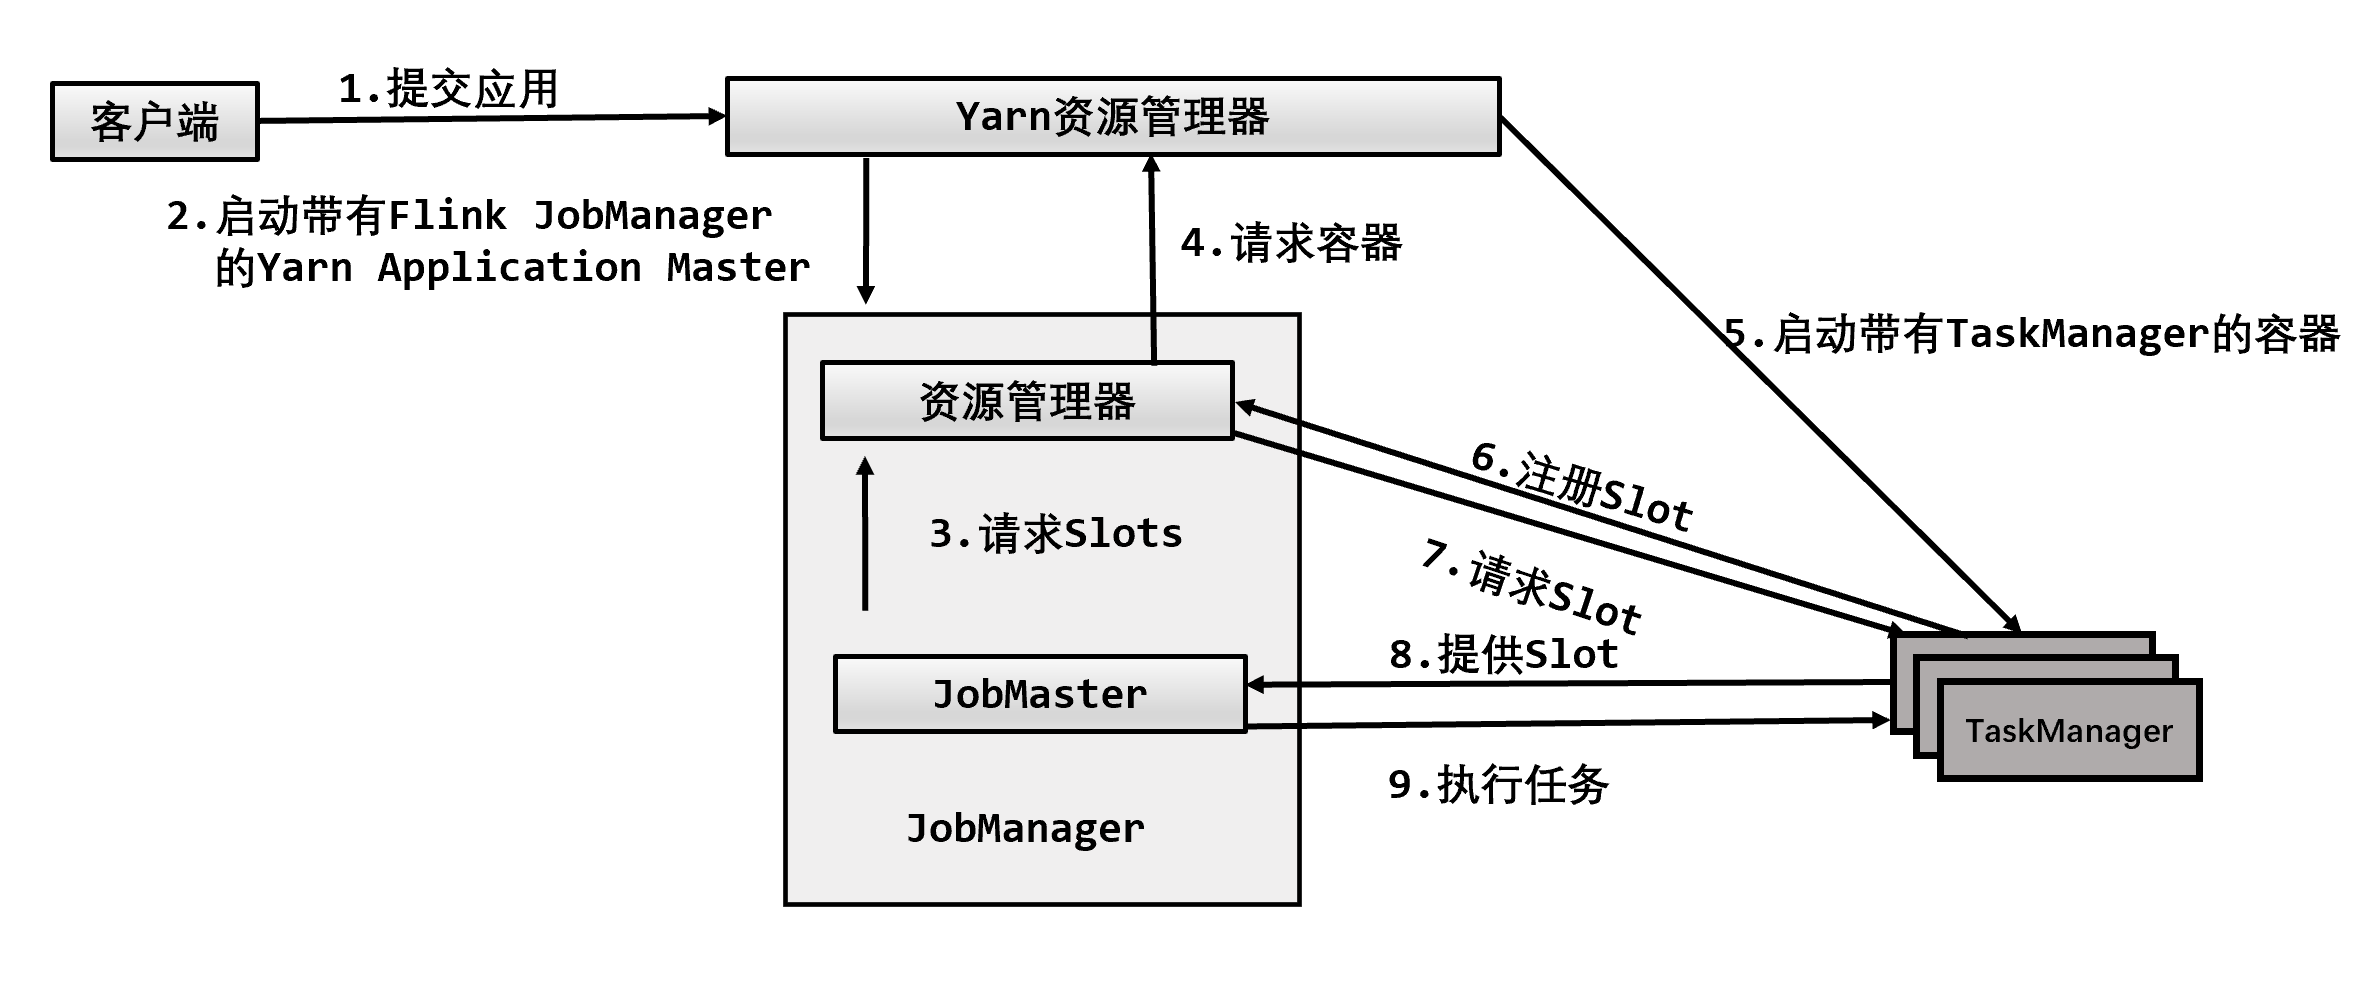 1.提交应用
客户端
Yarn资源管理器
2.启动带有Flink JobManager
的Yarn Application Master
4.请求容器
5.启动带有TaskManager的容器
资源管理器
6.注册Slot
3.请求Slots
7.请求Slot
8.提供Slot
JobMaster
TaskManager
9.执行任务
JobManager